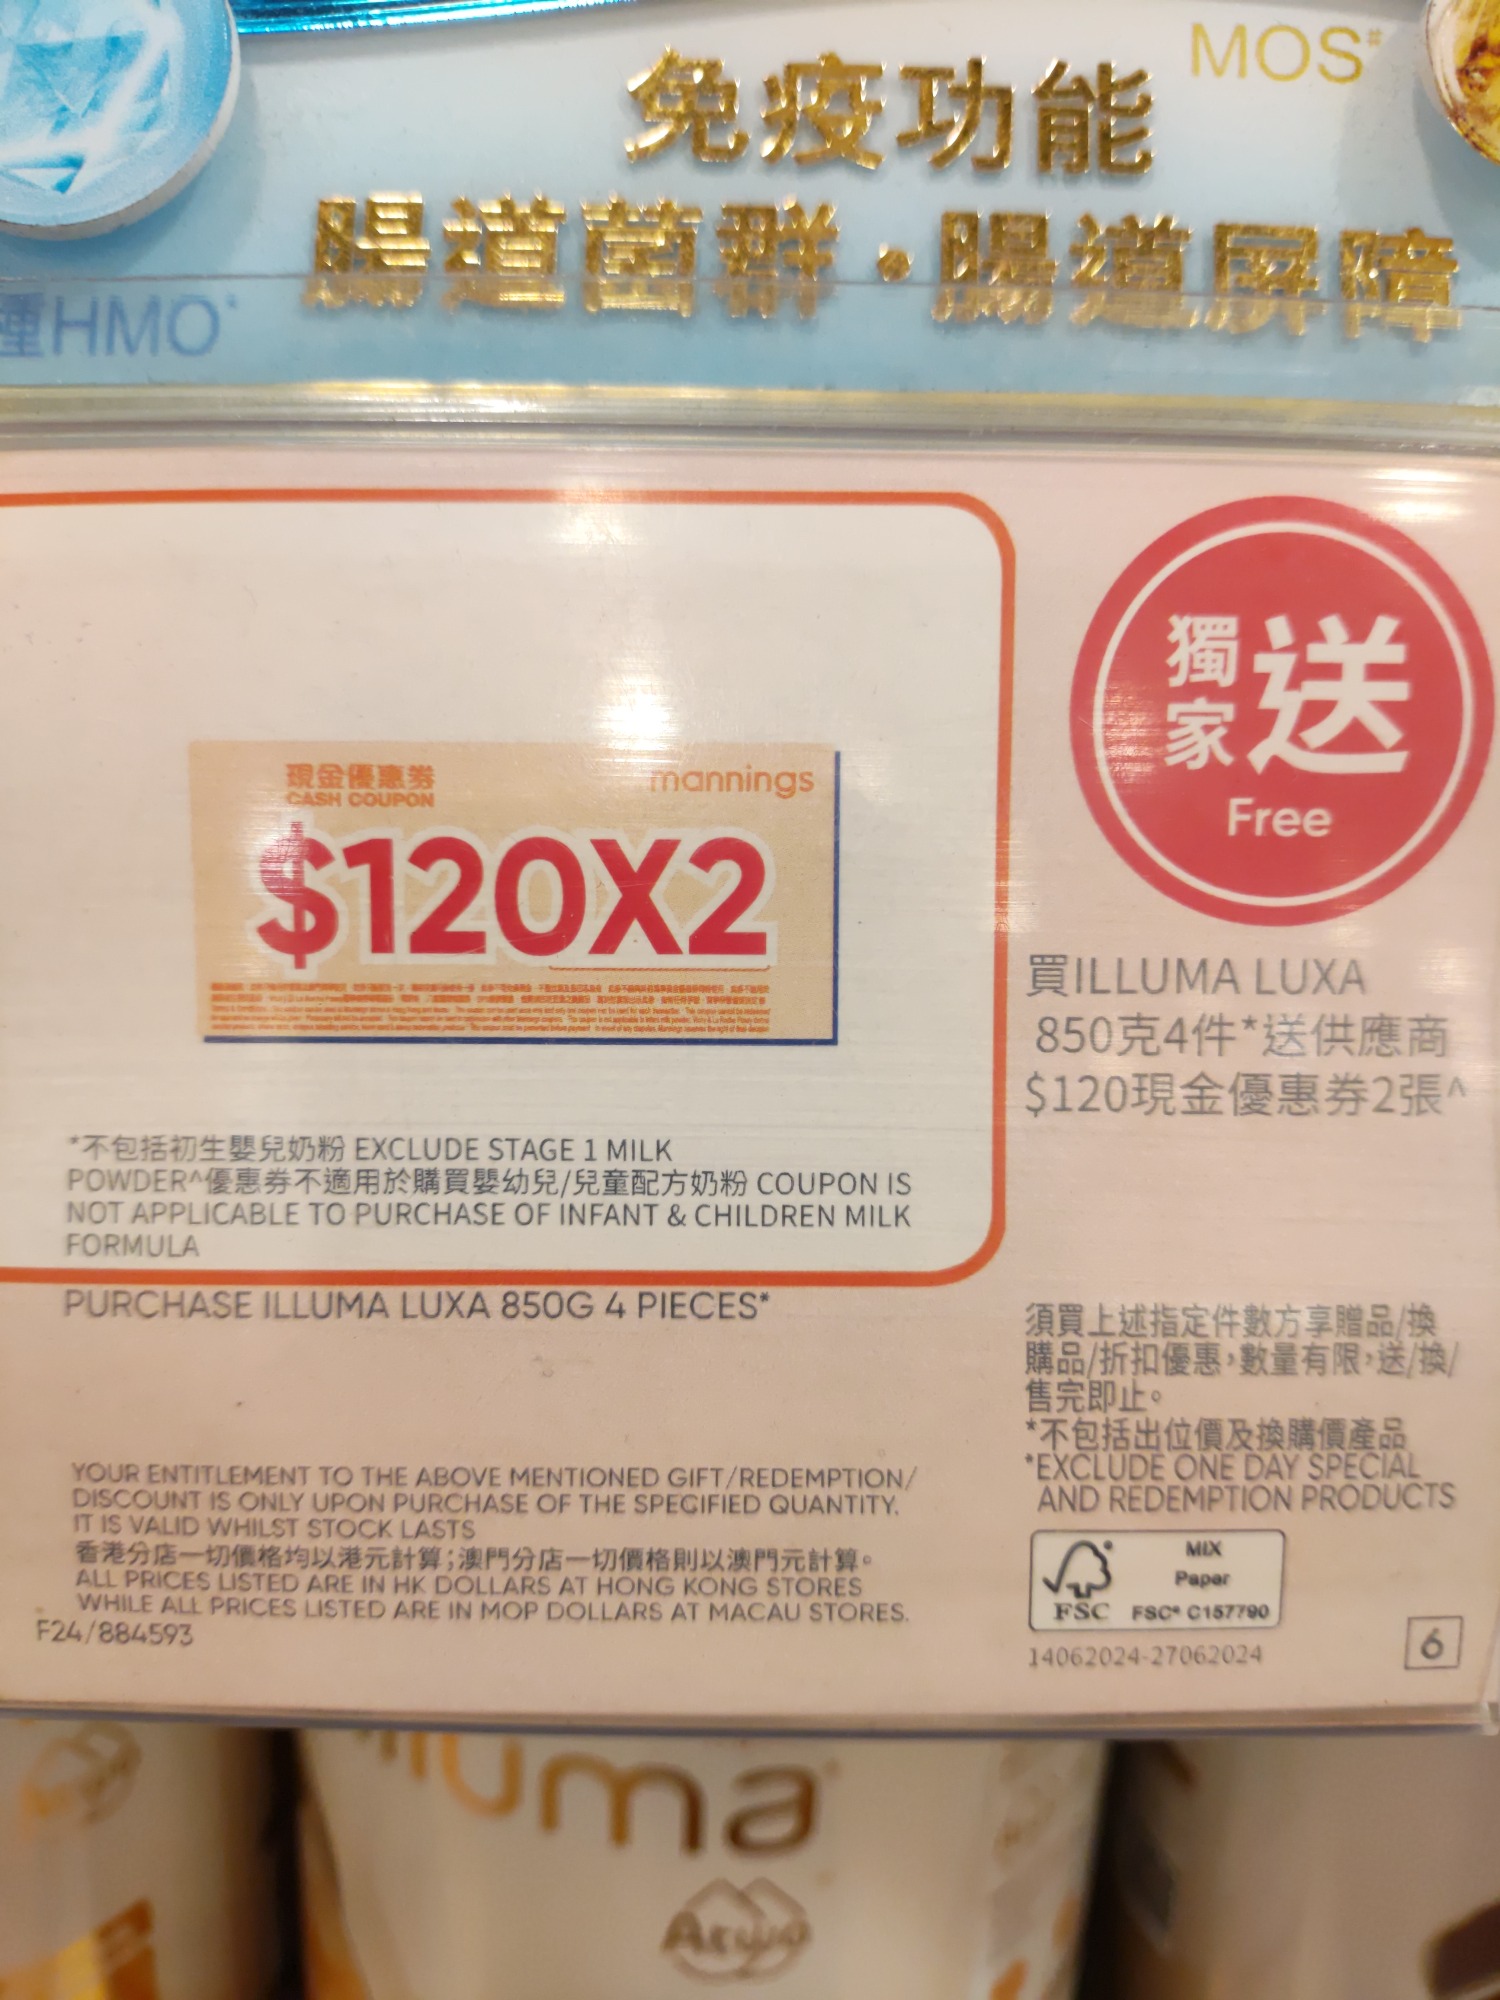 MOS#
免疫功能
腸道菌群·腸道屏障
種HMO
現金優惠券
CASH COUPON
mannings
$120X2
獨家送
Free
買ILLUMA LUXA
850克4件*送供應商
$120現金優惠券2張^
*不包括初生嬰兒奶粉 EXCLUDE STAGE 1 MILK
POWDER^優惠券不適用於購買嬰幼兒/兒童配方奶粉 COUPON IS
NOT APPLICABLE TO PURCHASE OF INFANT & CHILDREN MILK
FORMULA
PURCHASE ILLUMA LUXA 850G 4 PIECES*
須買上述指定件數方享贈品/換
購品/折扣優惠，數量有限，送/換/
售完即止。
*不包括出位價及換購價產品
*EXCLUDE ONE DAY SPECIAL
AND REDEMPTION PRODUCTS
YOUR ENTITLEMENT TO THE ABOVE MENTIONED GIFT/REDEMPTION/
DISCOUNT IS ONLY UPON PURCHASE OF THE SPECIFIED QUANTITY.
IT IS VALID WHILST STOCK LASTS
香港分店一切價格均以港元計算；澳門分店一切價格則以澳門元計算。
ALL PRICES LISTED ARE IN HK DOLLARS AT HONG KONG STORES
WHILE ALL PRICES LISTED ARE IN MOP DOLLARS AT MACAU STORES.
F24/884593
MIX
Paper
FSC
FSC® C157790
14062024-27062024
6